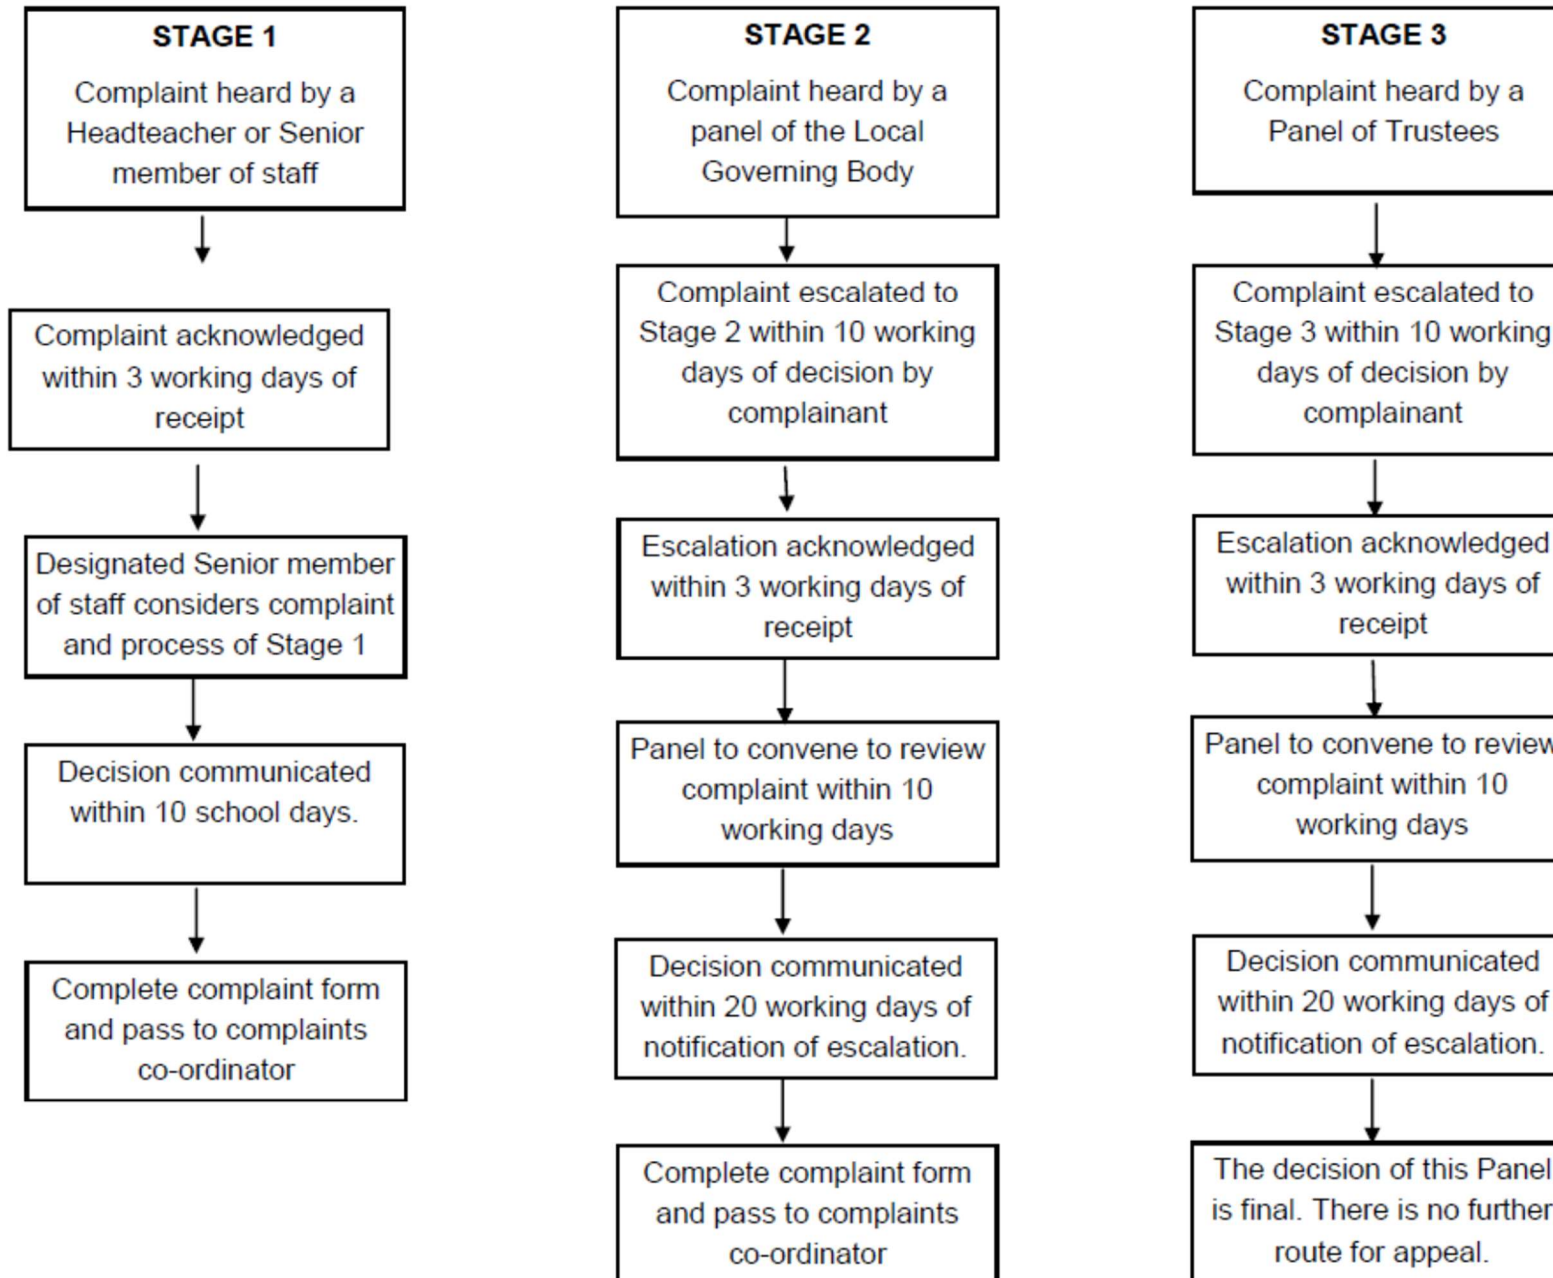 STAGE 1
Complaint heard by a
Headteacher or Senior
member of staff
Complaint acknowledged
within 3 working days of
receipt
Designated Senior member
of staff considers complaint
and process of Stage 1
Decision communicated
within 10 school days.
Complete complaint form
and pass to complaints
co-ordinator
STAGE 2
Complaint heard by a
panel of the Local
Governing Body
Complaint escalated to
Stage 2 within 10 working
days of decision by
complainant
Escalation acknowledged
within 3 working days of
receipt
Panel to convene to review
complaint within 10
working days
Decision communicated
within 20 working days of
notification of escalation.
Complete complaint form
and pass to complaints
co-ordinator
STAGE 3
Complaint heard by a
Panel of Trustees
Complaint escalated to
Stage 3 within 10 working
days of decision by
complainant
Escalation acknowledged
within 3 working days of
receipt
Panel to convene to review
complaint within 10
working days
Decision communicated
within 20 working days of
notification of escalation.
The decision of this Panel
is final. There is no further
route for appeal.